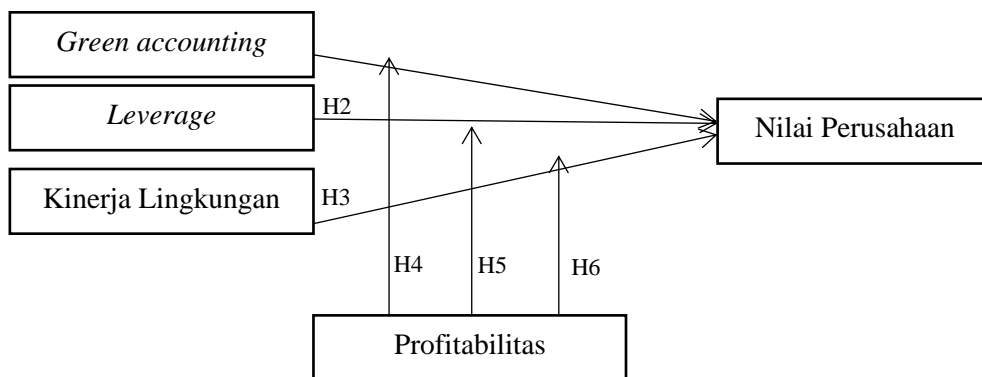 Green accounting
Leverage
H2
Nilai Perusahaan
Kinerja Lingkungan
H3
H4
H5
H6
Profitabilitas